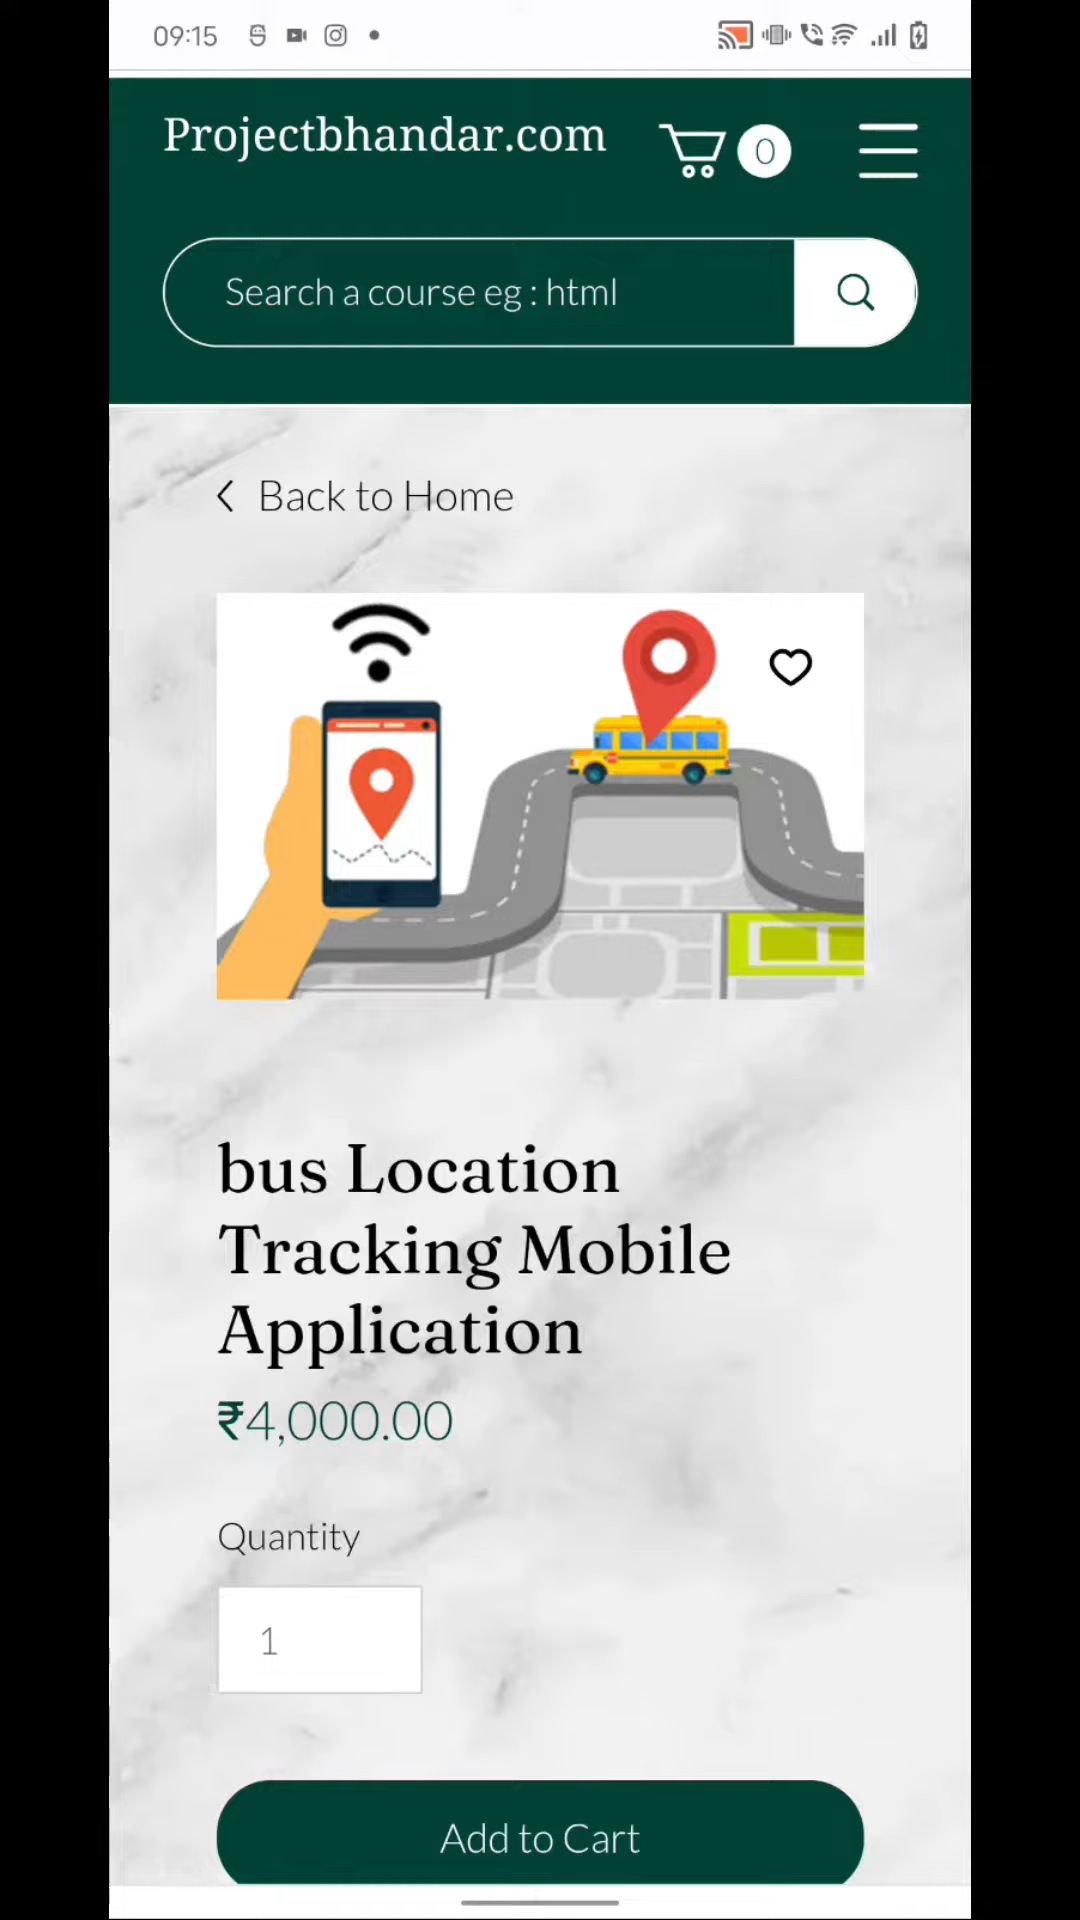 09:15
Projectbhandar.com
0
Search a course eg : html
Back to Home
bus Location
Tracking Mobile
Application
₹4,000.00
Quantity
1
Add to Cart